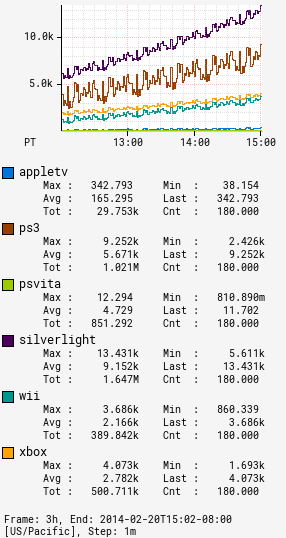 10.0k
5.0k
PT 13:00 14:00 15:00
appletv
Max : 342.793 Min : 38.154
Avg : 165.295 Last : 342.793
Tot : 29.753k Cnt : 180.000
ps3
Max : 9.252k Min : 2.426k
Avg : 5.671k Last : 9.252k
Tot : 1.021M Cnt : 180.000
psvita
Max : 12.294 Min : 810.890m
Avg : 4.729 Last : 11.702
Tot : 851.292 Cnt : 180.000
silverlight
Max : 13.431k Min : 5.611k
Avg : 9.152k Last : 13.431k
Tot : 1.647M Cnt : 180.000
wii
Max : 3.686k Min : 860.339
Avg : 2.166k Last : 3.686k
Tot : 389.842k Cnt : 180.000
xbox
Max : 4.073k Min : 1.693k
Avg : 2.782k Last : 4.073k
Tot : 500.711k Cnt : 180.000
Frame: 3h, End: 2014-02-20T15:02-08:00
[US/Pacific], Step: 1m